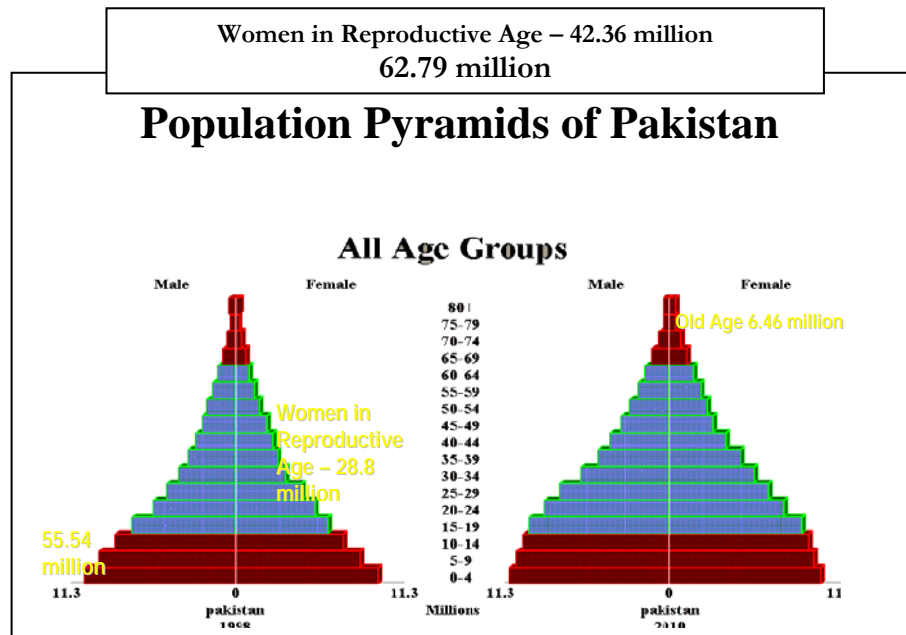 Women in Reproductive Age – 42.36 million
62.79 million
Population Pyramids of Pakistan
All Age Groups
Male Female
Male Female
80+
75-79
70-74
65-69
60 64
55-59
50-54
45-49
40-44
35-39
30-34
25-29
20-24
15-19
10-14
5-9
0-4
Old Age 6.46 million
Women in
Reproductive
Age – 28.8
million
55.54
million
11.3 0 11.3 Millions 0 11
pakistan
1998
11.3
pakistan
2010